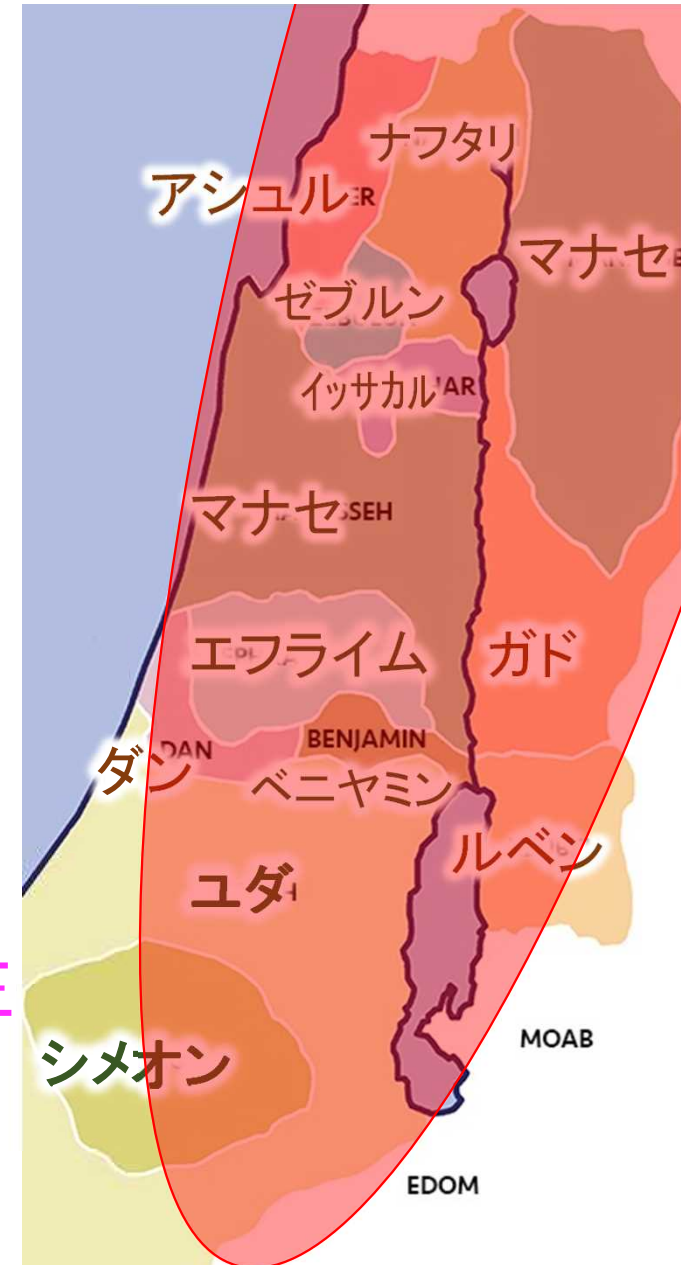 ナフタリ
アシュル ER
マナセ
ゼブルン
イッサカル AR
マナセ SSEH
エフライム
ガド
DAN
ダン
BENJAMIN
ベニヤミン
ルベン
ユダ H
シメオン
MOAB
EDOM